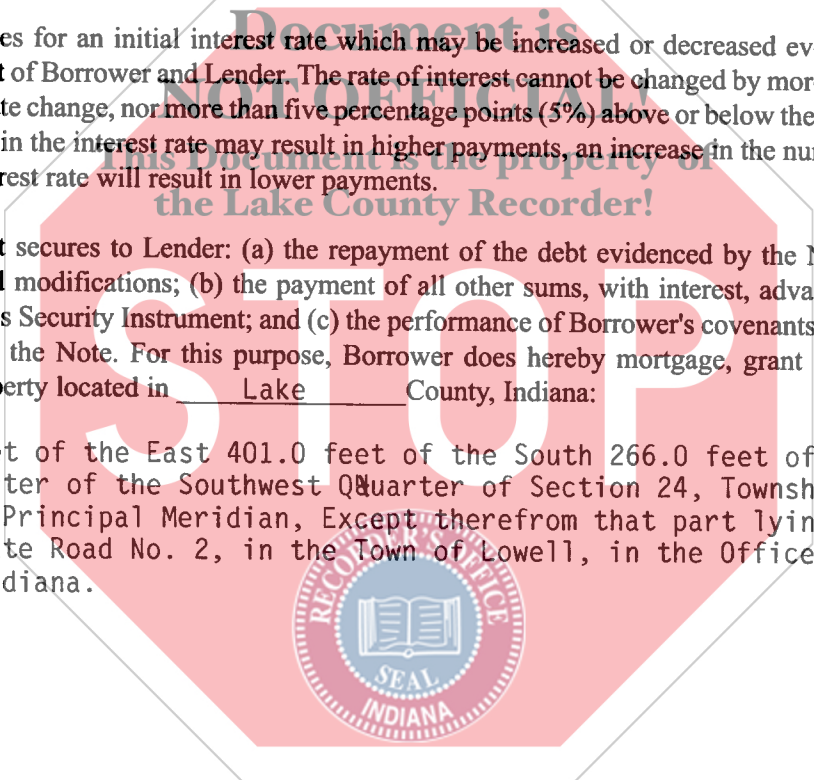 Document is
es for an initial interest rate which may be increased or decreased ev
t of Borrower and Lender. The rate of interest cannot be changed by mor
NOT OFFICIAL!
te change, nor more than five percentage points (5%) above or below the
in the interest rate may result in higher payments, an increase in the nu
This Document is the property of
rest rate will result in lower payments.
the Lake County Recorder!
t secures to Lender: (a) the repayment of the debt evidenced by the N
l modifications; (b) the payment of all other sums, with interest, adva
s Security Instrument; and (c) the performance of Borrower's covenants
the Note. For this purpose, Borrower does hereby mortgage, grant
erty located in Lake County, Indiana:
STOP
t of the East 401.0 feet of the South 266.0 feet of
ter of the Southwest Quarter of Section 24, Townsh
Principal Meridian, Except therefrom that part lyin
te Road No. 2, in the Town of Lowell, in the Office
diana.
RECORDER'S OFFICE
SEAL
INDIANA